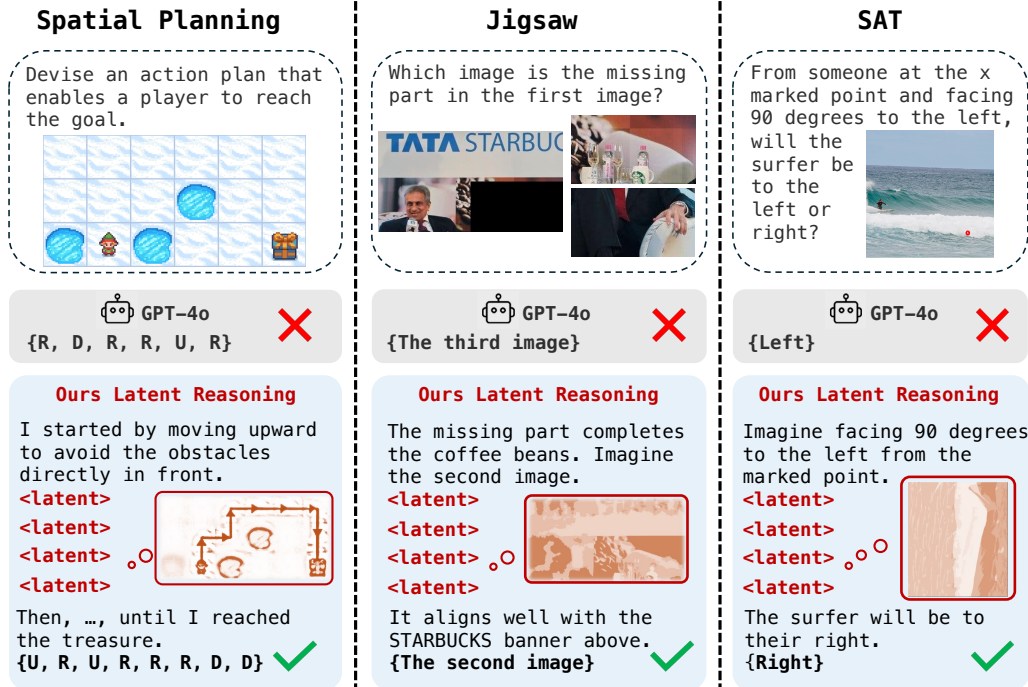 Spatial Planning
Devise an action plan that
enables a player to reach
the goal.
GPT-4o
{R, D, R, R, U, R}
Ours Latent Reasoning
I started by moving upward
to avoid the obstacles
directly in front.
<latent>
<latent>
<latent>
<latent>
Then, …, until I reached
the treasure.
{U, R, U, R, R, R, D, D}
Jigsaw
Which image is the missing
part in the first image?
TATA STARBUC
GPT-4o
{The third image}
Ours Latent Reasoning
The missing part completes
the coffee beans. Imagine
the second image.
<latent>
<latent>
<latent>
<latent>
It aligns well with the
STARBUCKS banner above.
{The second image}
SAT
From someone at the x
marked point and facing
90 degrees to the left,
will the
surfer be
to the
left or
right?
GPT-4o
{Left}
Ours Latent Reasoning
Imagine facing 90 degrees
to the left from the
marked point.
<latent>
<latent>
<latent>
<latent>
The surfer will be to
their right.
{Right}